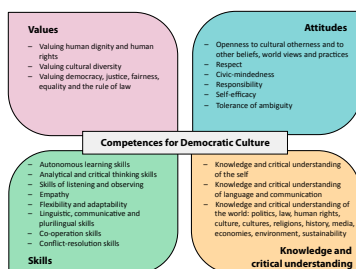 Values
– Valuing human dignity and human
rights
– Valuing cultural diversity
– Valuing democracy, justice, fairness,
equality and the rule of law
Attitudes
– Openness to cultural otherness and to
other beliefs, world views and practices
– Respect
– Civic-mindedness
– Responsibility
– Self-efficacy
– Tolerance of ambiguity
Competences for Democratic Culture
– Autonomous learning skills
– Analytical and critical thinking skills
– Skills of listening and observing
– Empathy
– Flexibility and adaptability
– Linguistic, communicative and
plurilingual skills
– Co-operation skills
– Conflict-resolution skills
Skills
– Knowledge and critical understanding
of the self
– Knowledge and critical understanding
of language and communication
– Knowledge and critical understanding of
the world: politics, law, human rights,
culture, cultures, religions, history, media,
economies, environment, sustainability
Knowledge and
critical understanding